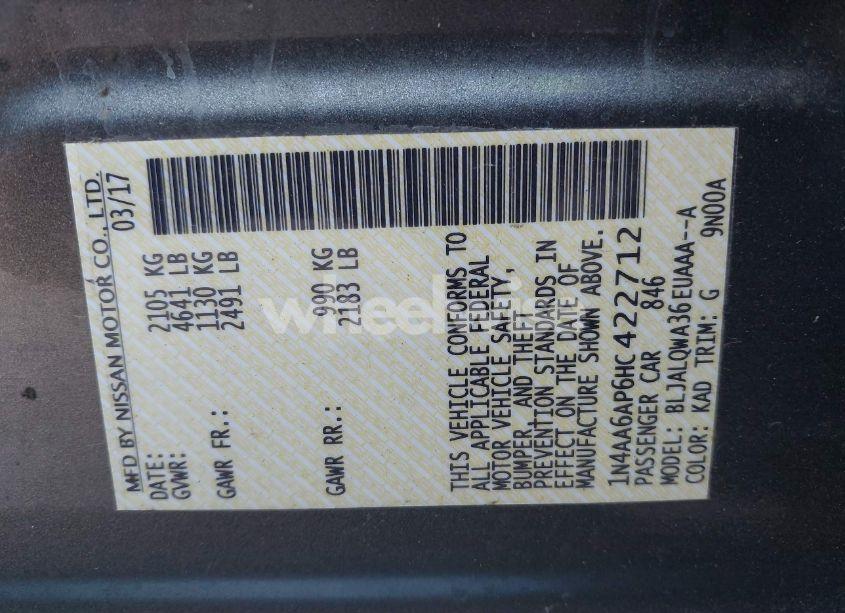 MFD BY NISSAN MOTOR CO., LTD.
DATE: 03/17
GVWR: 2105 KG
4641 LB
GAWR FR.: 1130 KG
2491 LB
GAWR RR.: 990 KG
2183 LB
THIS VEHICLE CONFORMS TO
ALL APPLICABLE FEDERAL
MOTOR VEHICLE SAFETY,
BUMPER, AND THEFT
PREVENTION STANDARDS IN
EFFECT ON THE DATE OF
MANUFACTURE SHOWN ABOVE.
1N4AA6AP6HC422712
PASSENGER CAR 846
MODEL: BLJALQWA36EUAAA--A
COLOR: KAD TRIM: G 9N00A